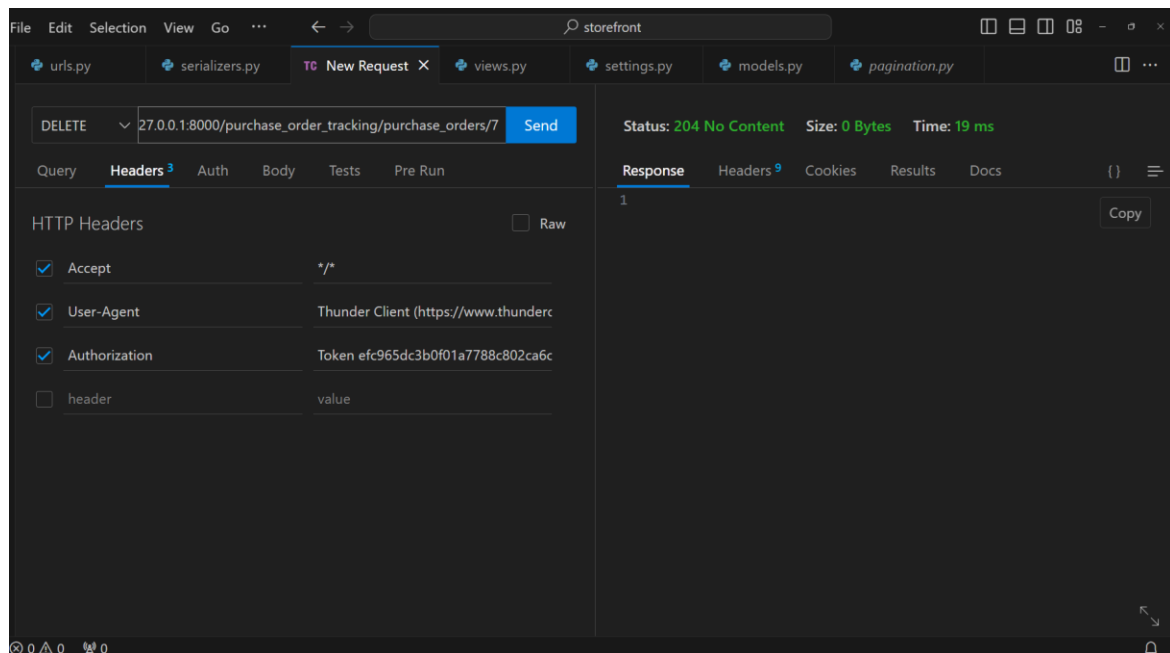 File Edit Selection View Go ··· ← → storefront
urls.py serializers.py TC New Request × views.py settings.py models.py pagination.py ···
DELETE 27.0.0.1:8000/purchase_order_tracking/purchase_orders/7 Send
Status: 204 No Content Size: 0 Bytes Time: 19 ms
Query Headers 3 Auth Body Tests Pre Run
Response Headers 9 Cookies Results Docs {}
1
Copy
HTTP Headers Raw
Accept */*
User-Agent Thunder Client (https://www.thunderc
Authorization Token efc965dc3b0f01a7788c802ca6c
header value
0 0 0